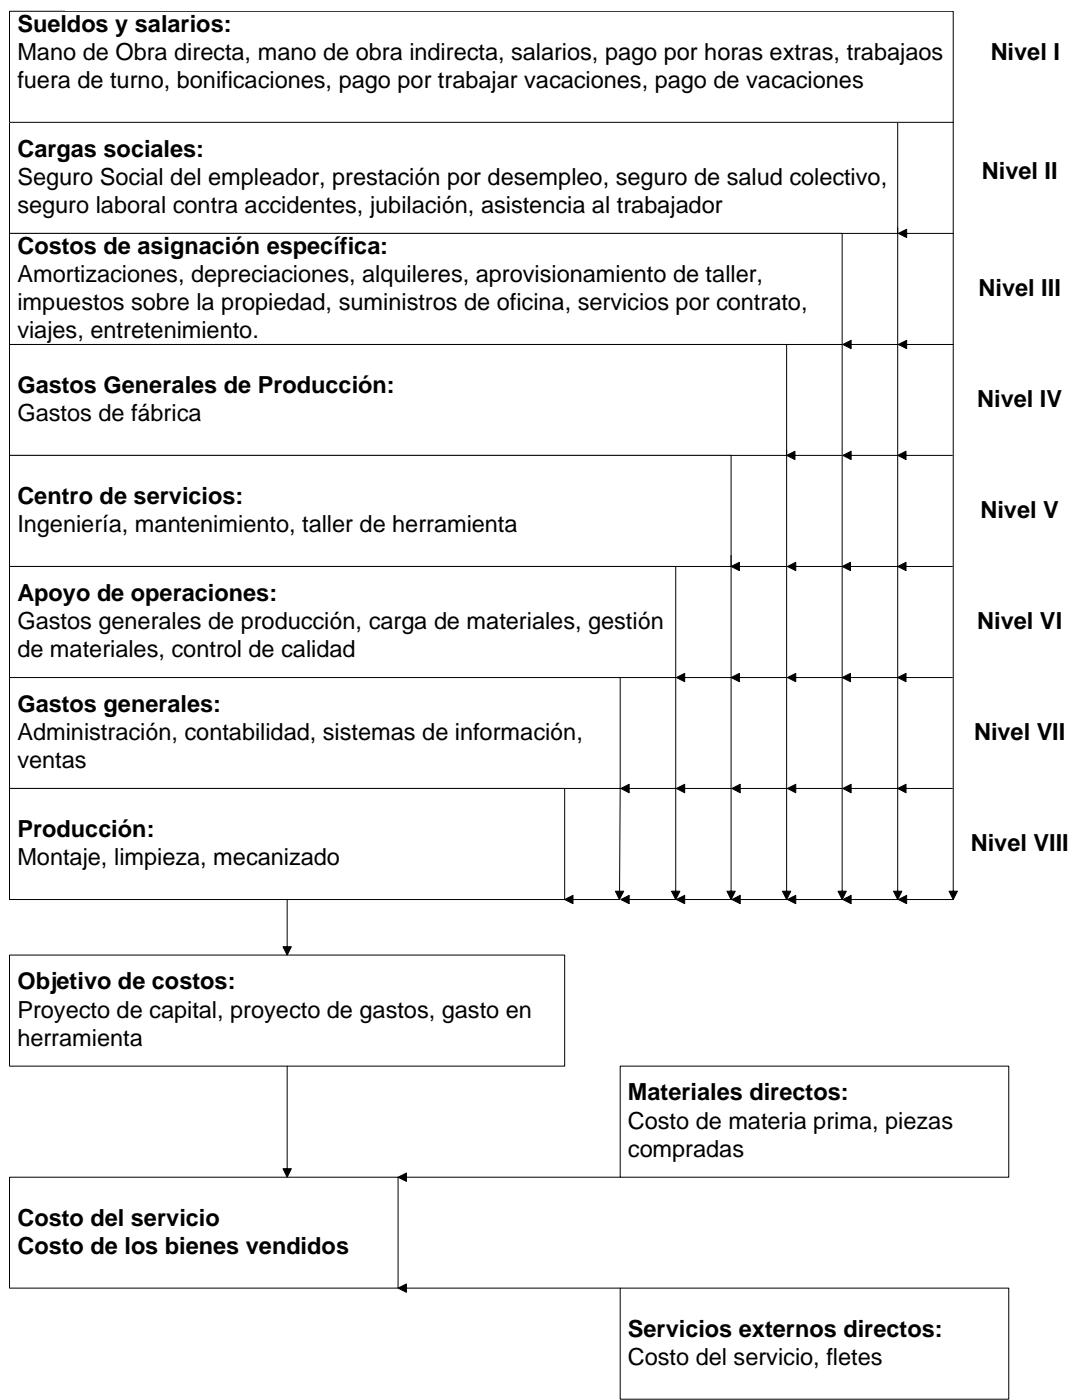 Sueldos y salarios:
Mano de Obra directa, mano de obra indirecta, salarios, pago por horas extras, trabajaos
fuera de turno, bonificaciones, pago por trabajar vacaciones, pago de vacaciones
Nivel I
Cargas sociales:
Seguro Social del empleador, prestación por desempleo, seguro de salud colectivo,
seguro laboral contra accidentes, jubilación, asistencia al trabajador
Nivel II
Costos de asignación específica:
Amortizaciones, depreciaciones, alquileres, aprovisionamiento de taller,
impuestos sobre la propiedad, suministros de oficina, servicios por contrato,
viajes, entretenimiento.
Nivel III
Gastos Generales de Producción:
Gastos de fábrica
Nivel IV
Centro de servicios:
Ingeniería, mantenimiento, taller de herramienta
Nivel V
Apoyo de operaciones:
Gastos generales de producción, carga de materiales, gestión
de materiales, control de calidad
Nivel VI
Gastos generales:
Administración, contabilidad, sistemas de información,
ventas
Nivel VII
Producción:
Montaje, limpieza, mecanizado
Nivel VIII
Objetivo de costos:
Proyecto de capital, proyecto de gastos, gasto en
herramienta
Materiales directos:
Costo de materia prima, piezas
compradas
Costo del servicio
Costo de los bienes vendidos
Servicios externos directos:
Costo del servicio, fletes